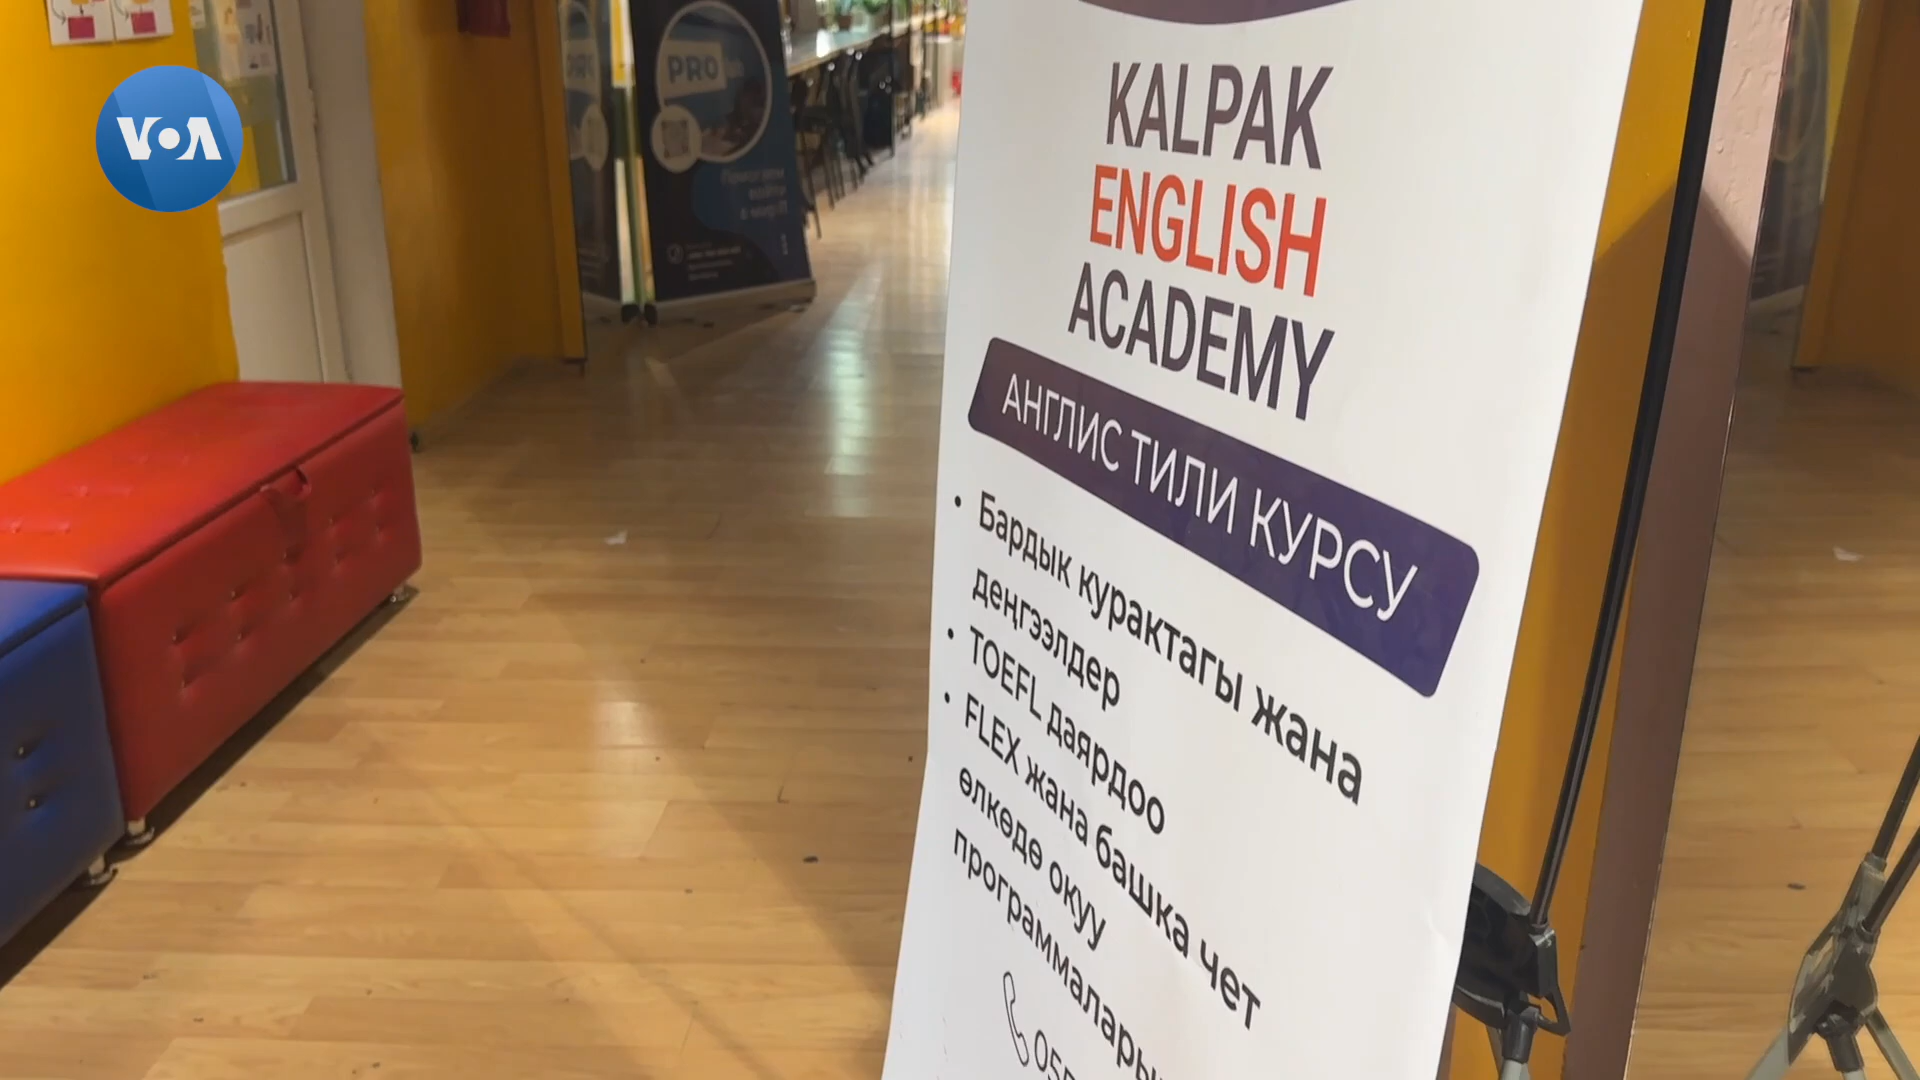 VOA
PRO
KALPAK
ENGLISH
ACADEMY
АНГЛИС ТИЛИ КУРСУ
• Бардык курактагы жана
деңгээлдер
• TOEFL даярдоо
• FLEX жана башка чет
өлкөдө окуу
программалары
055